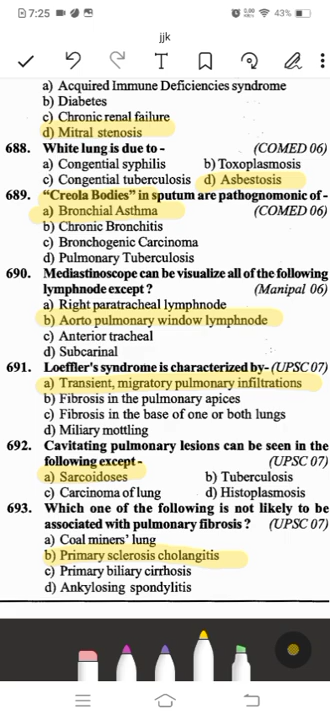 7:25
43%
jjk
T
a) Acquired Immune Deficiencies syndrome
b) Diabetes
c) Chronic renal failure
d) Mitral stenosis
688. White lung is due to - (COMED 06)
a) Congential syphilis b) Toxoplasmosis
c) Congential tuberculosis d) Asbestosis
689. “Creola Bodies” in sputum are pathognomonic of -
a) Bronchial Asthma (COMED 06)
b) Chronic Bronchitis
c) Bronchogenic Carcinoma
d) Pulmonary Tuberculosis
690. Mediastinoscope can be visualize all of the following
lymphnode except ? (Manipal 06)
a) Right paratracheal lymphnode
b) Aorto pulmonary window lymphnode
c) Anterior tracheal
d) Subcarinal
691. Loeffler's syndrome is characterized by- (UPSC 07)
a) Transient, migratory pulmonary infiltrations
b) Fibrosis in the pulmonary apices
c) Fibrosis in the base of one or both lungs
d) Miliary mottling
692. Cavitating pulmonary lesions can be seen in the
following except - (UPSC 07)
a) Sarcoidoses b) Tuberculosis
c) Carcinoma of lung d) Histoplasmosis
693. Which one of the following is not likely to be
associated with pulmonary fibrosis ? (UPSC 07)
a) Coal miners' lung
b) Primary sclerosis cholangitis
c) Primary biliary cirrhosis
d) Ankylosing spondylitis